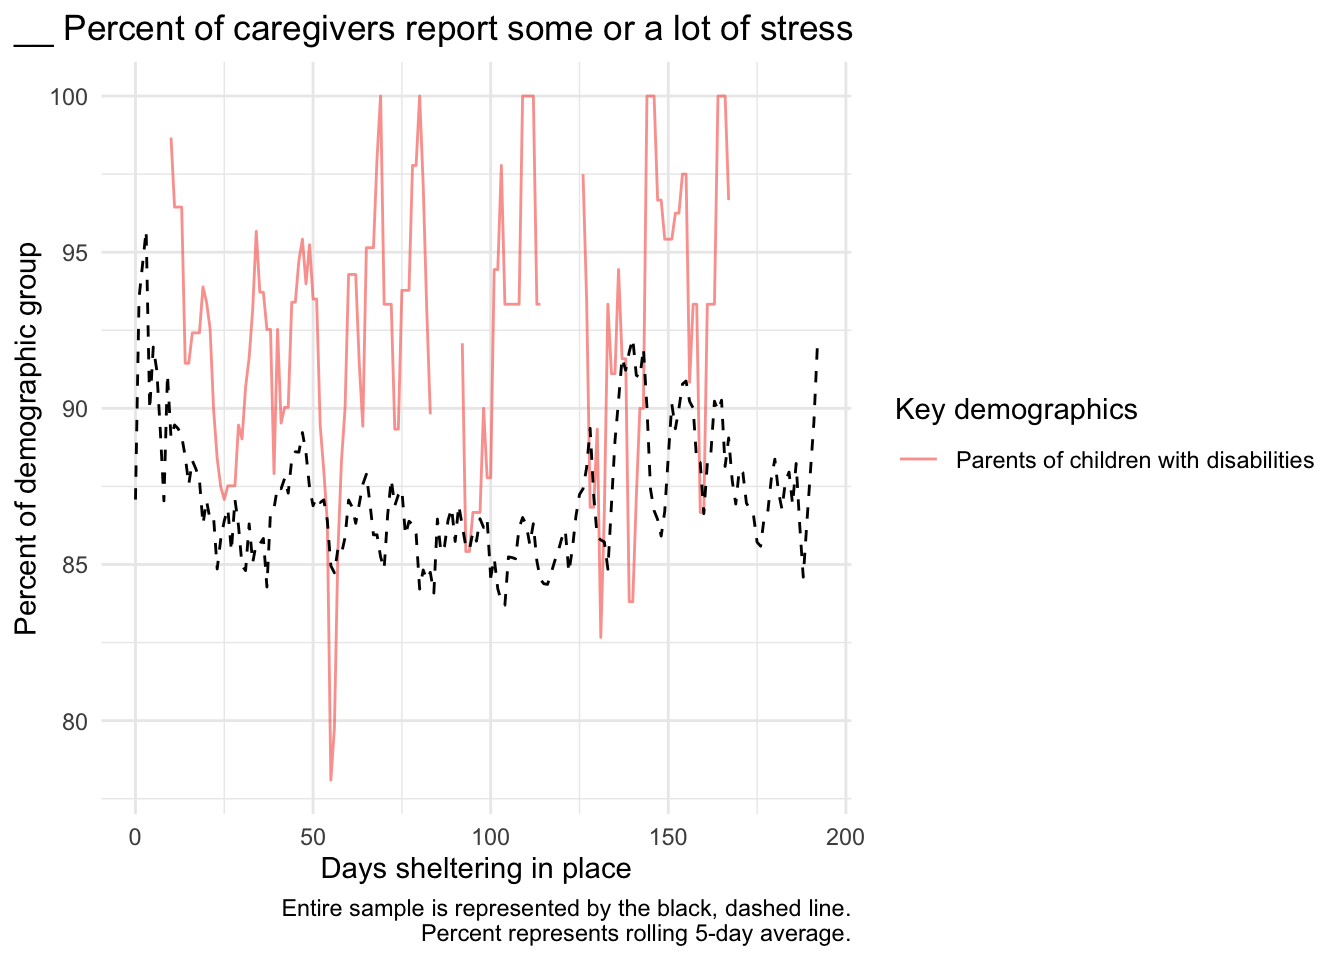 __ Percent of caregivers report some or a lot of stress
Percent of demographic group
100
95
90
85
80
0 50 100 150 200
Days sheltering in place
Key demographics
Parents of children with disabilities
Entire sample is represented by the black, dashed line.
Percent represents rolling 5-day average.